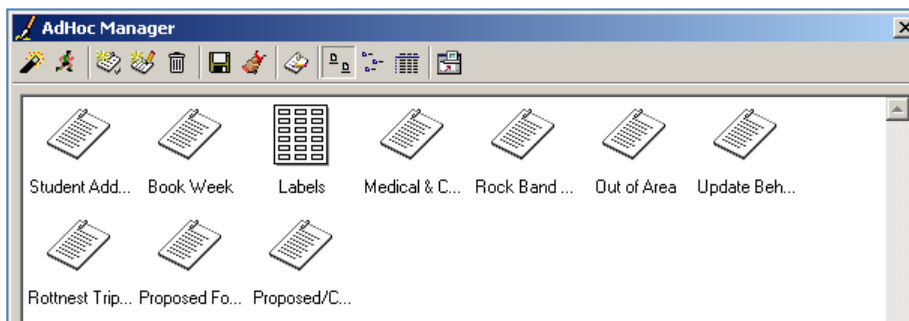 AdHoc Manager
Student Add... Book Week Labels Medical & C... Rock Band ... Out of Area Update Beh...
Rottnest Trip... Proposed Fo... Proposed/C...